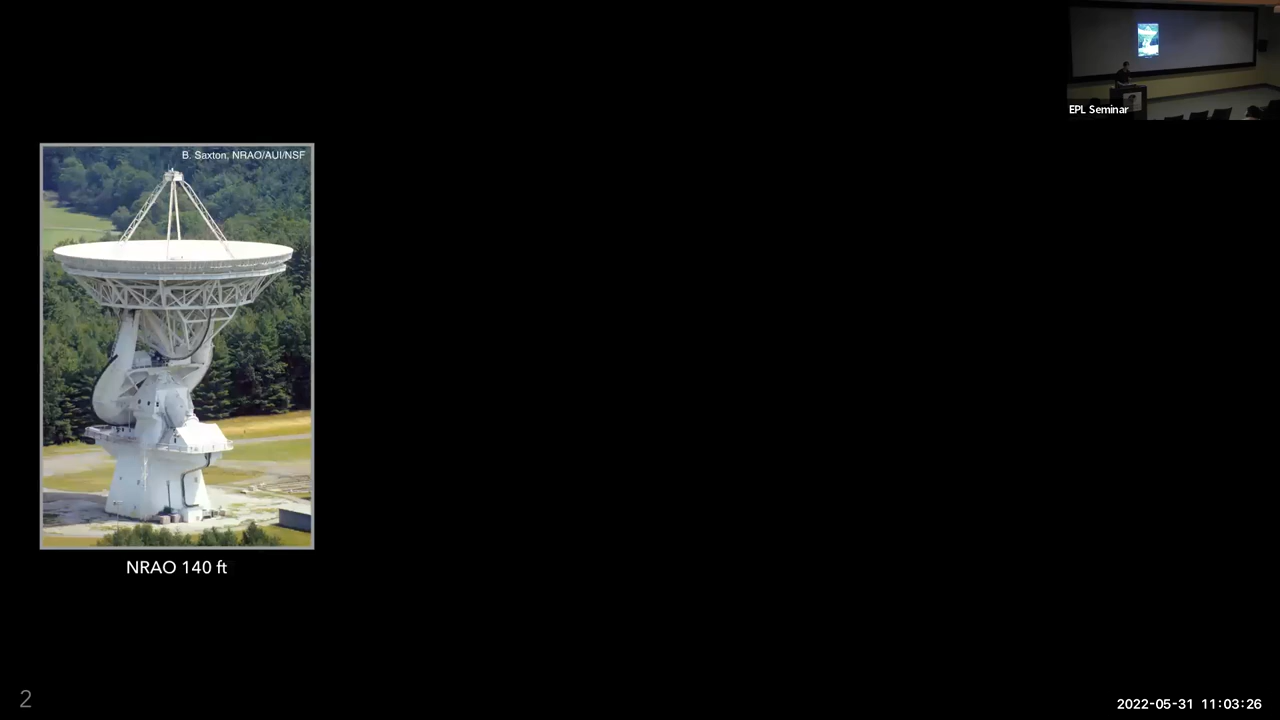 EPL Seminar
B. Saxton, NRAO/AUI/NSF
NRAO 140 ft
2
2022-05-31 11:03:26